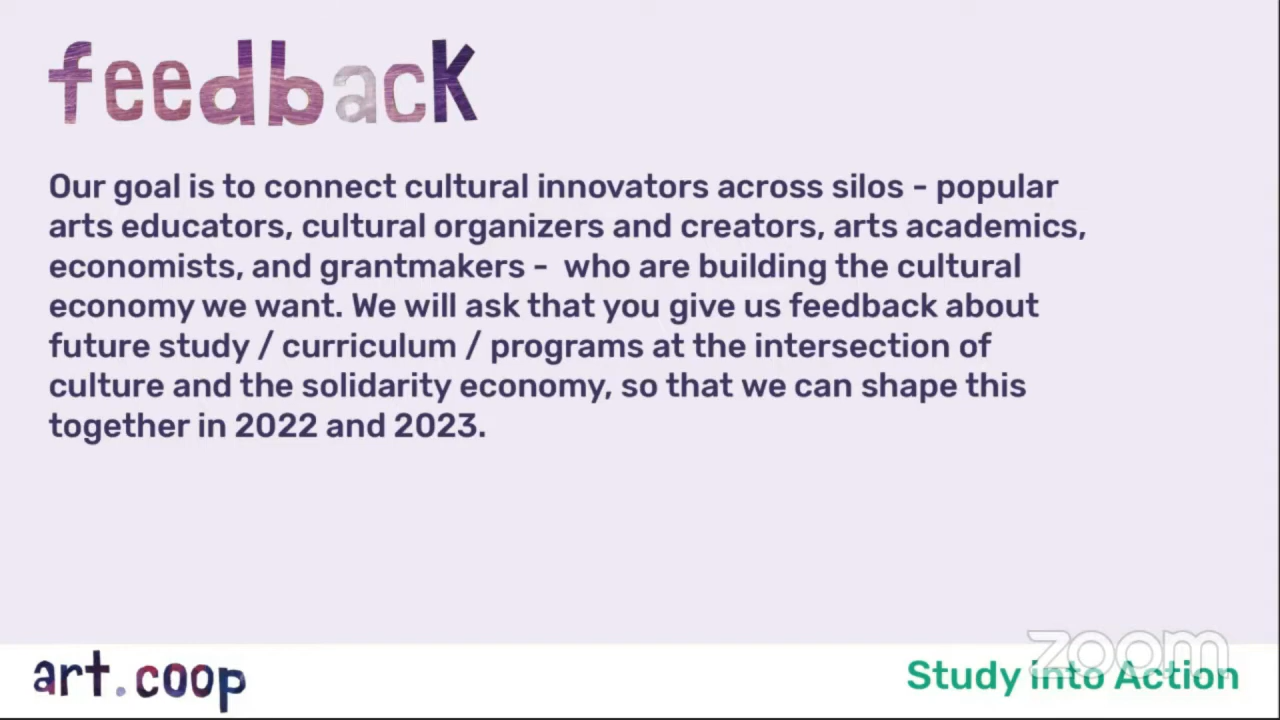 feedback
Our goal is to connect cultural innovators across silos - popular
arts educators, cultural organizers and creators, arts academics,
economists, and grantmakers -  who are building the cultural
economy we want. We will ask that you give us feedback about
future study / curriculum / programs at the intersection of
culture and the solidarity economy, so that we can shape this
together in 2022 and 2023.
zoom
art.coop
Study into Action